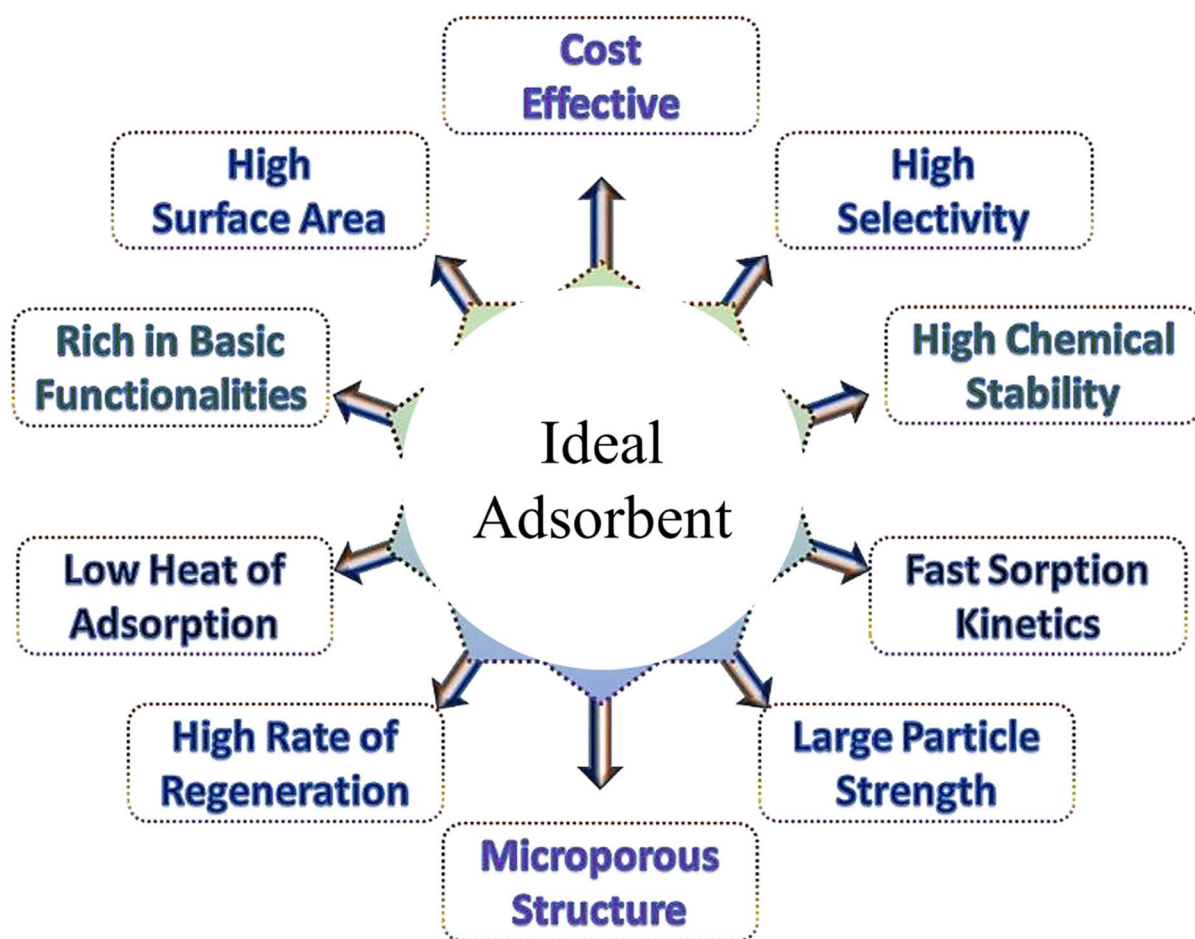 Cost
Effective
High
Surface Area
High
Selectivity
Rich in Basic
Functionalities
High Chemical
Stability
Ideal
Adsorbent
Low Heat of
Adsorption
Fast Sorption
Kinetics
High Rate of
Regeneration
Large Particle
Strength
Microporous
Structure